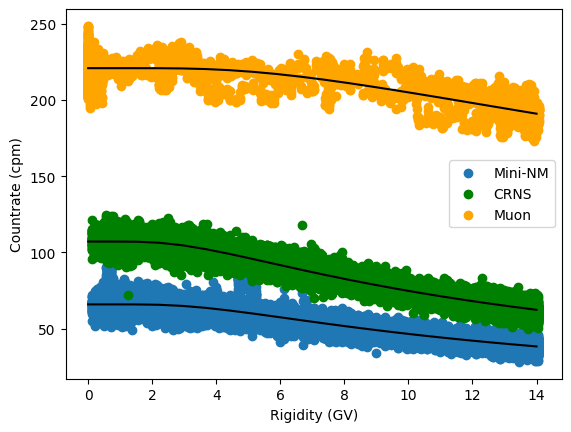 250
200
150
100
50
Countrate (cpm)
Mini-NM
CRNS
Muon
0 2 4 6 8 10 12 14
Rigidity (GV)